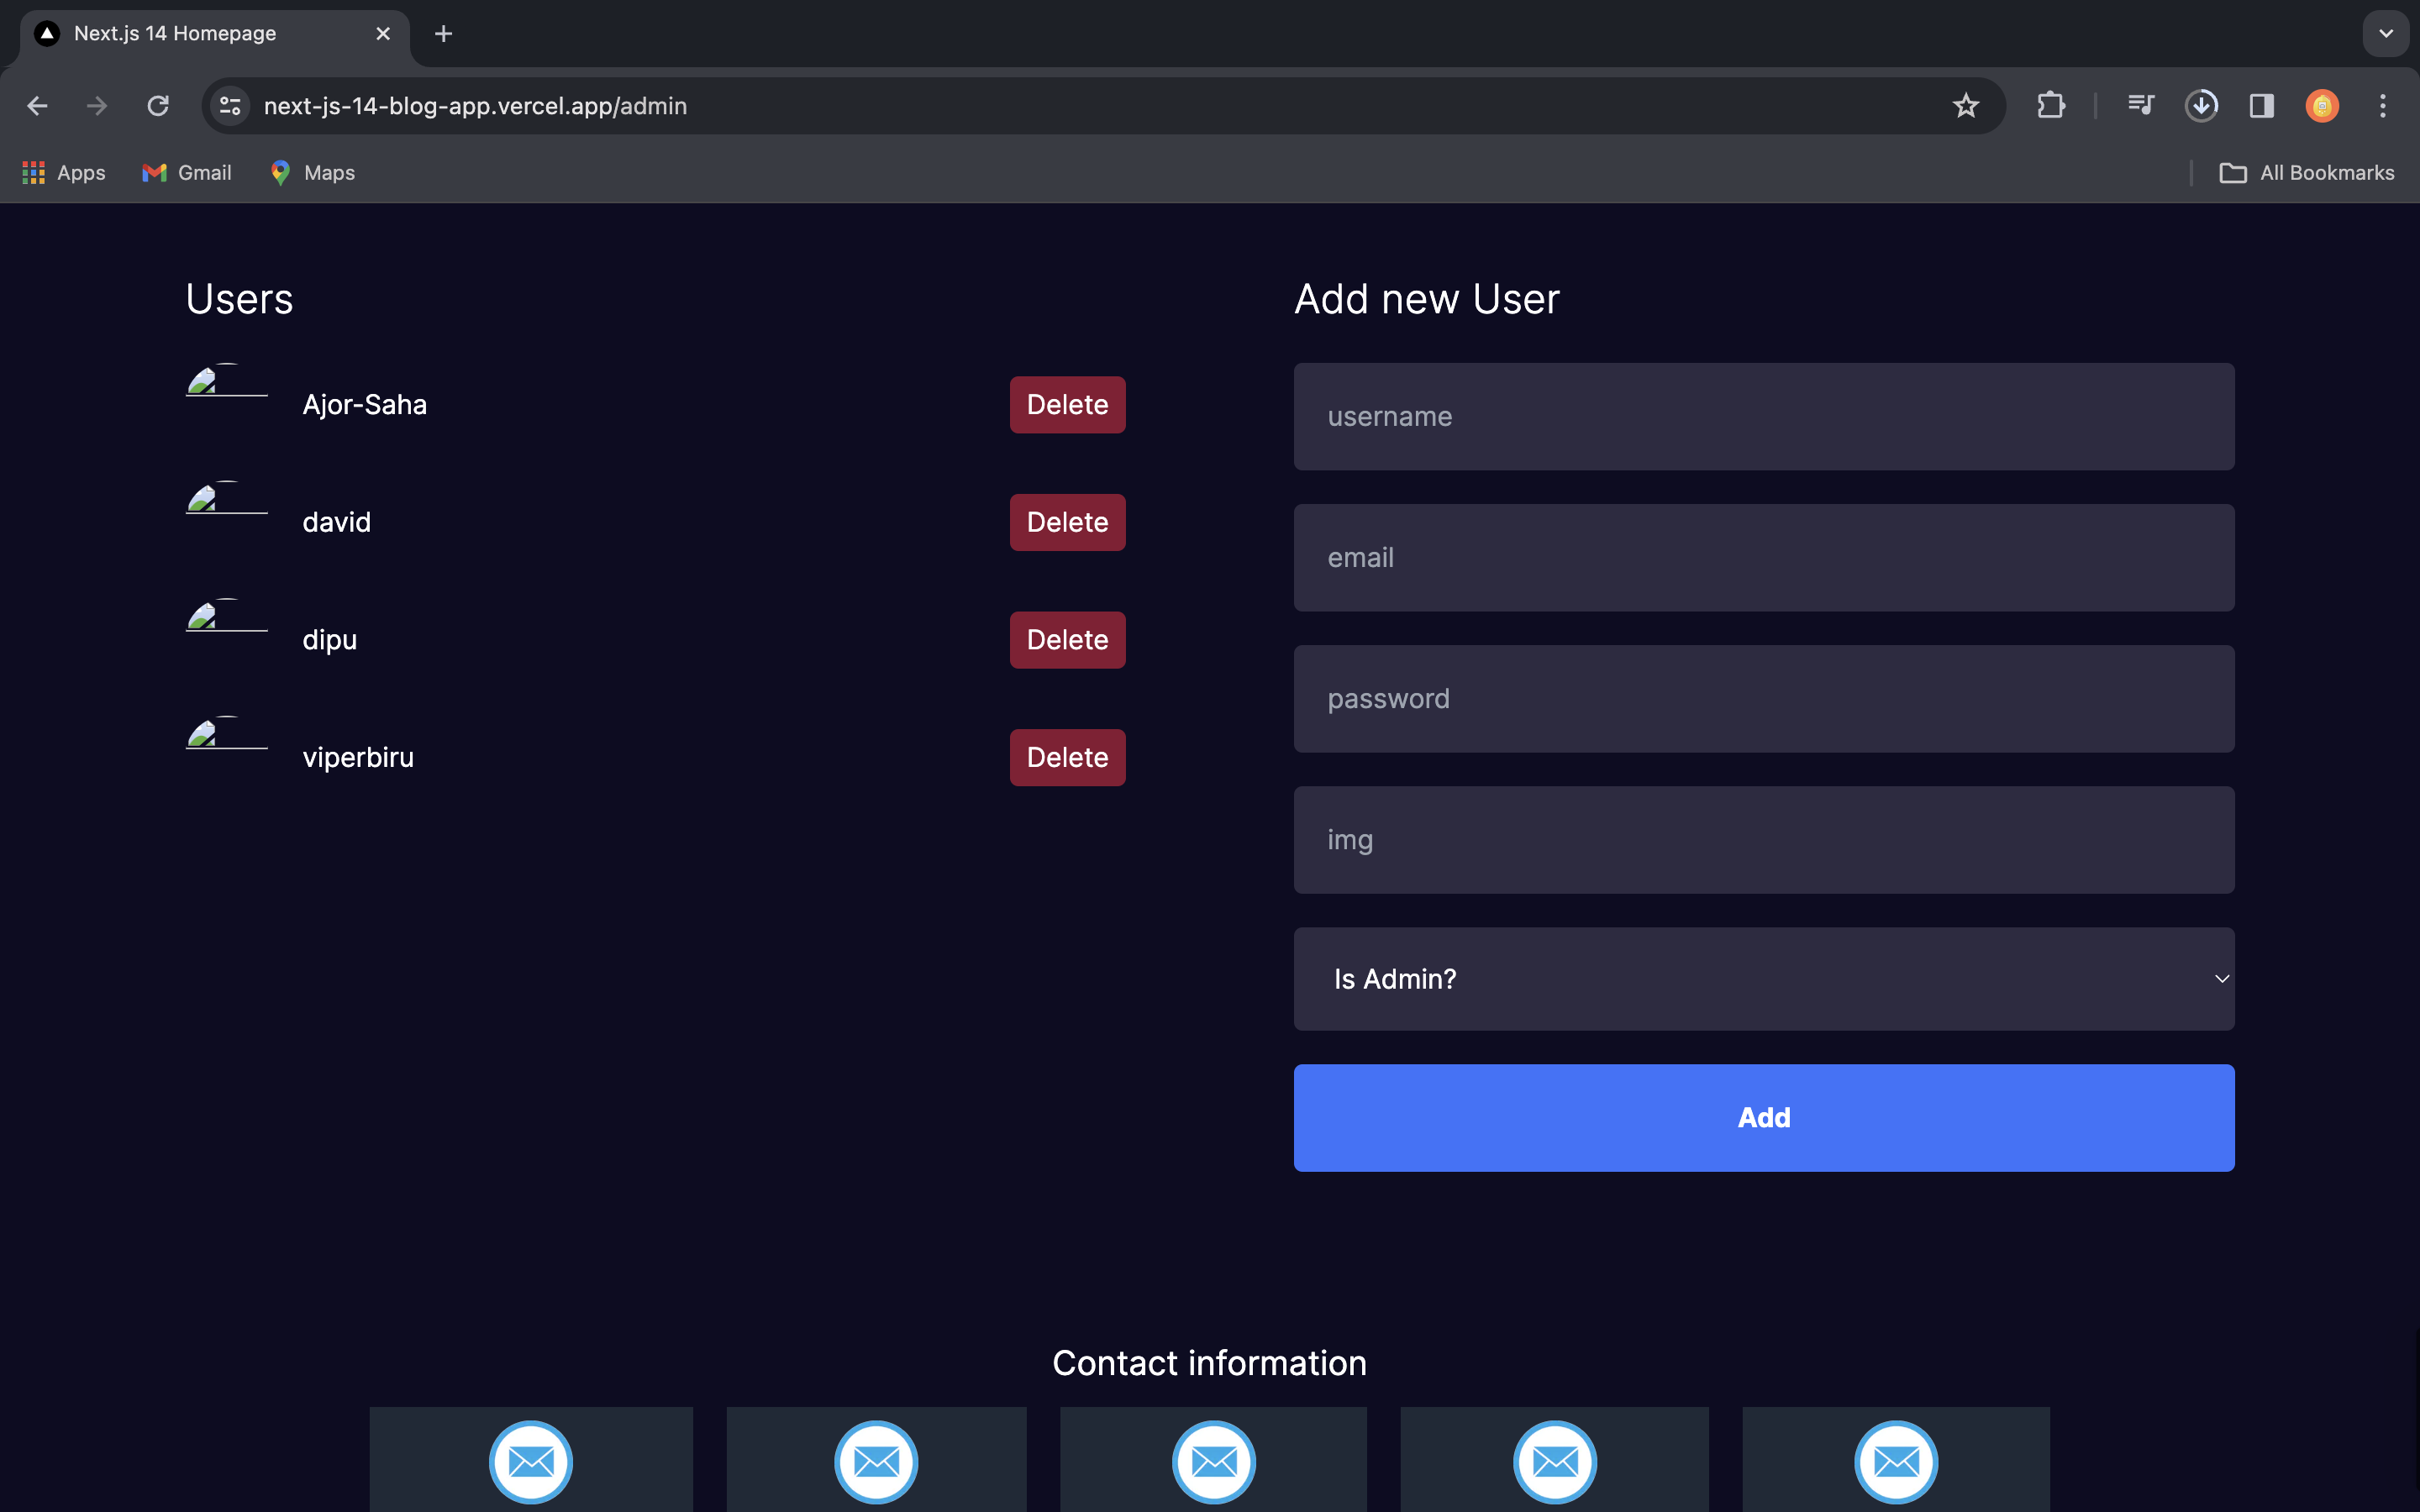 Next.js 14 Homepage
next-js-14-blog-app.vercel.app/admin
Apps
Gmail
Maps
All Bookmarks
Users
Ajor-Saha
Delete
david
Delete
dipu
Delete
viperbiru
Delete
Add new User
username
email
password
img
Is Admin?
Add
Contact information